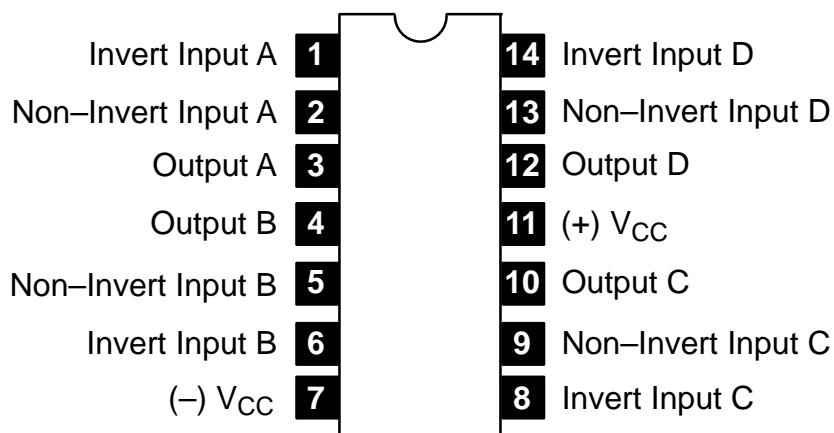 Invert Input A 1 14 Invert Input D
Non–Invert Input A 2 13 Non–Invert Input D
Output A 3 12 Output D
Output B 4 11 (+) VCC
Non–Invert Input B 5 10 Output C
Invert Input B 6 9 Non–Invert Input C
(–) VCC 7 8 Invert Input C